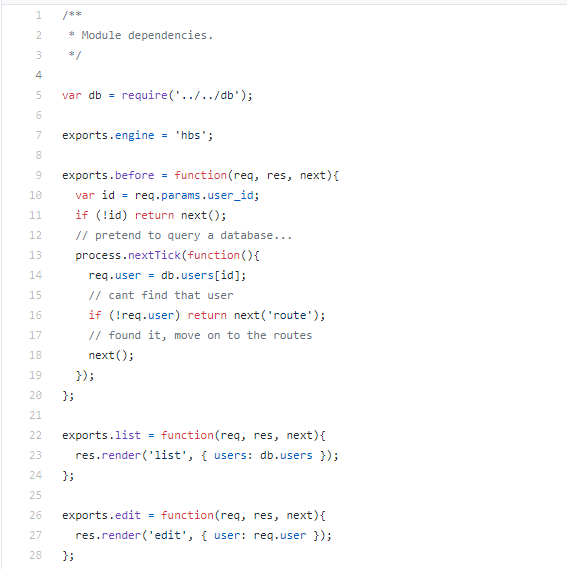 1 /**
2  * Module dependencies.
3  */
4
5 var db = require('../../db');
6
7 exports.engine = 'hbs';
8
9 exports.before = function(req, res, next){
10   var id = req.params.user_id;
11   if (!id) return next();
12   // pretend to query a database...
13   process.nextTick(function(){
14     req.user = db.users[id];
15     // cant find that user
16     if (!req.user) return next('route');
17     // found it, move on to the routes
18     next();
19   });
20 };
21
22 exports.list = function(req, res, next){
23   res.render('list', { users: db.users });
24 };
25
26 exports.edit = function(req, res, next){
27   res.render('edit', { user: req.user });
28 };